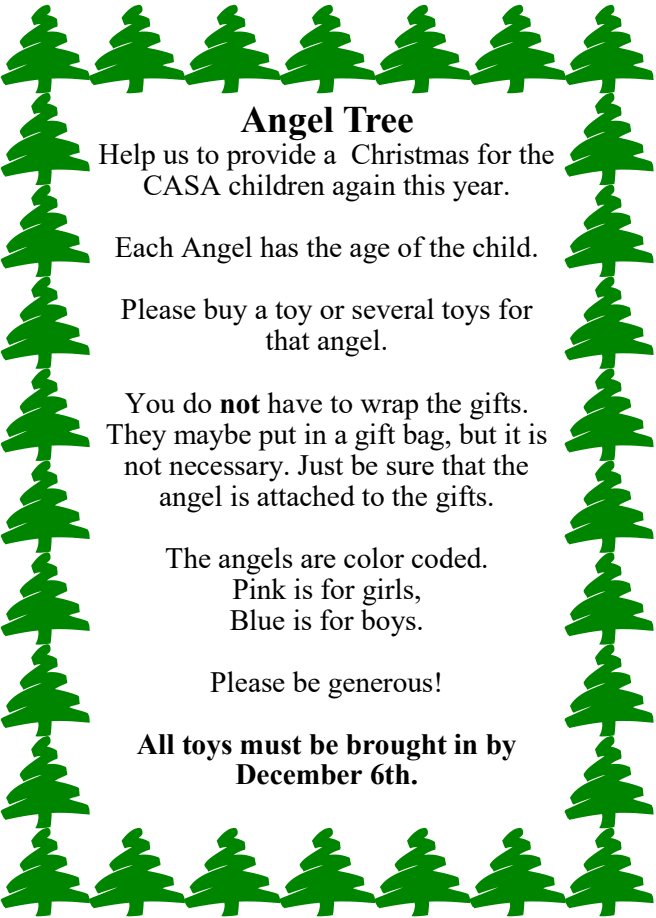 Angel Tree
Help us to provide a  Christmas for the
CASA children again this year.
Each Angel has the age of the child.
Please buy a toy or several toys for
that angel.
You do not have to wrap the gifts.
They maybe put in a gift bag, but it is
not necessary. Just be sure that the
angel is attached to the gifts.
The angels are color coded.
Pink is for girls,
Blue is for boys.
Please be generous!
All toys must be brought in by
December 6th.